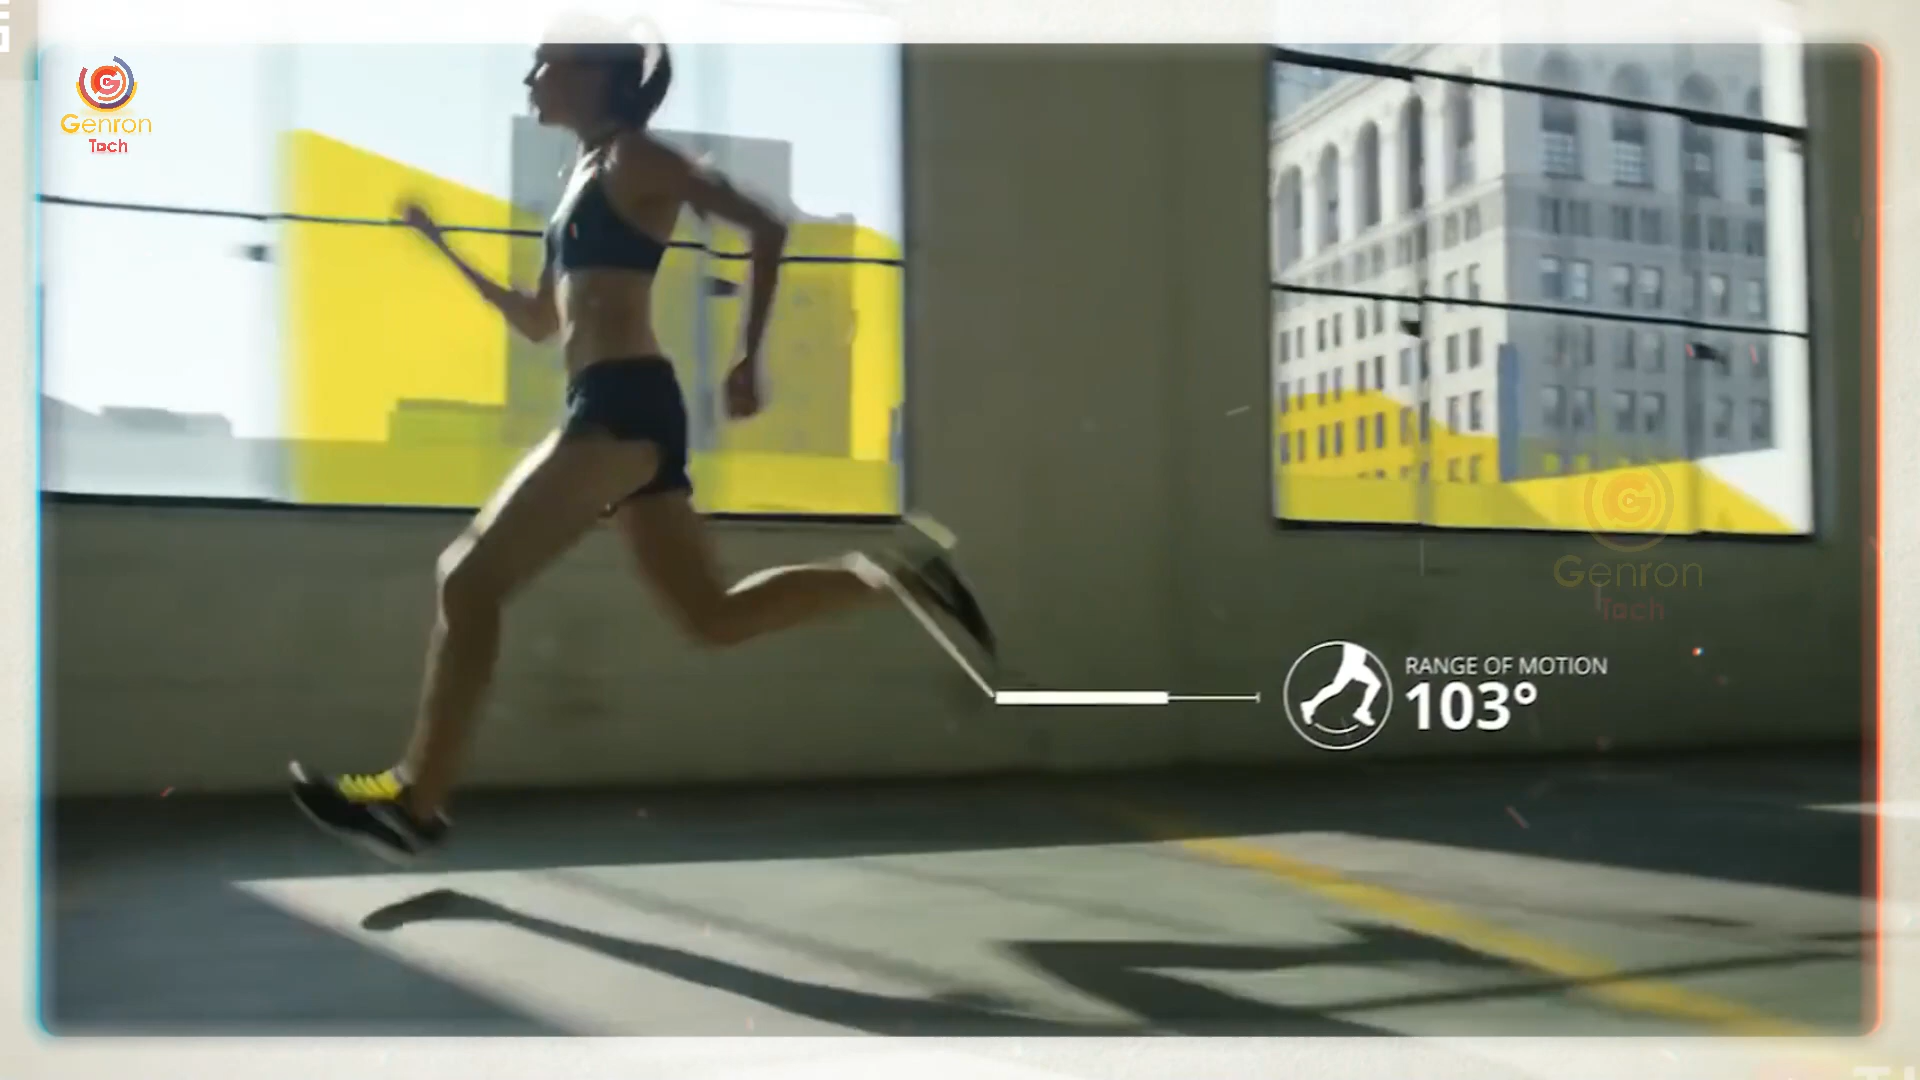 Genron
Tech
Genron
Tech
RANGE OF MOTION
103°